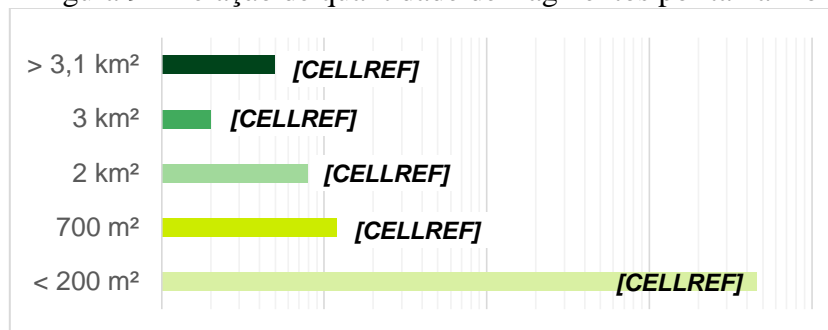 > 3,1 km² [CELLREF]
3 km² [CELLREF]
2 km² [CELLREF]
700 m² [CELLREF]
< 200 m² [CELLREF]